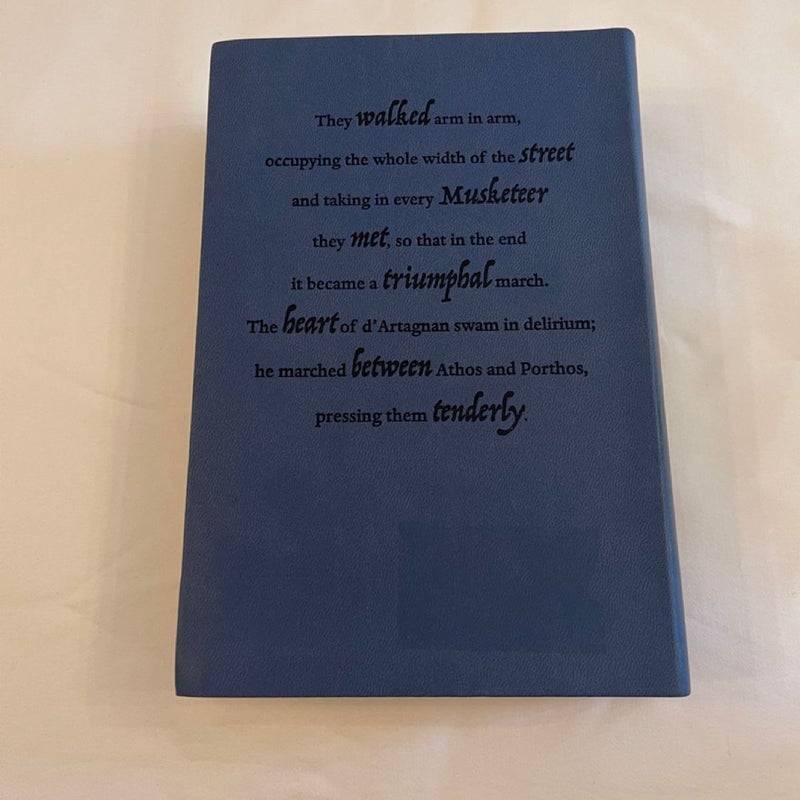 They walked arm in arm,
occupying the whole width of the street
and taking in every Musketeer
they met, so that in the end
it became a triumphal march.
The heart of d'Artagnan swam in delirium;
he marched between Athos and Porthos,
pressing them tenderly.